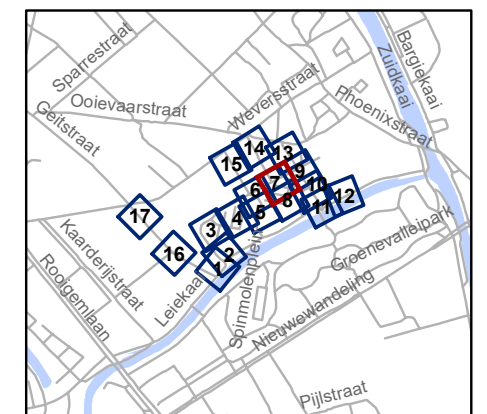 Sparrestraat
Bargiekaai
Zuidkaai
Weversstraat
Ooievaarstraat
Phoenixstraat
Geitstraat
14
13
15
9
7
10
6
12
8
11
5
4
17
3
2
16
1
Groenevalleipark
Kaarderijstraat
Leiekaai
Spinmolenplein
Rooigemlaan
Nieuwewandeling
Pijlstraat